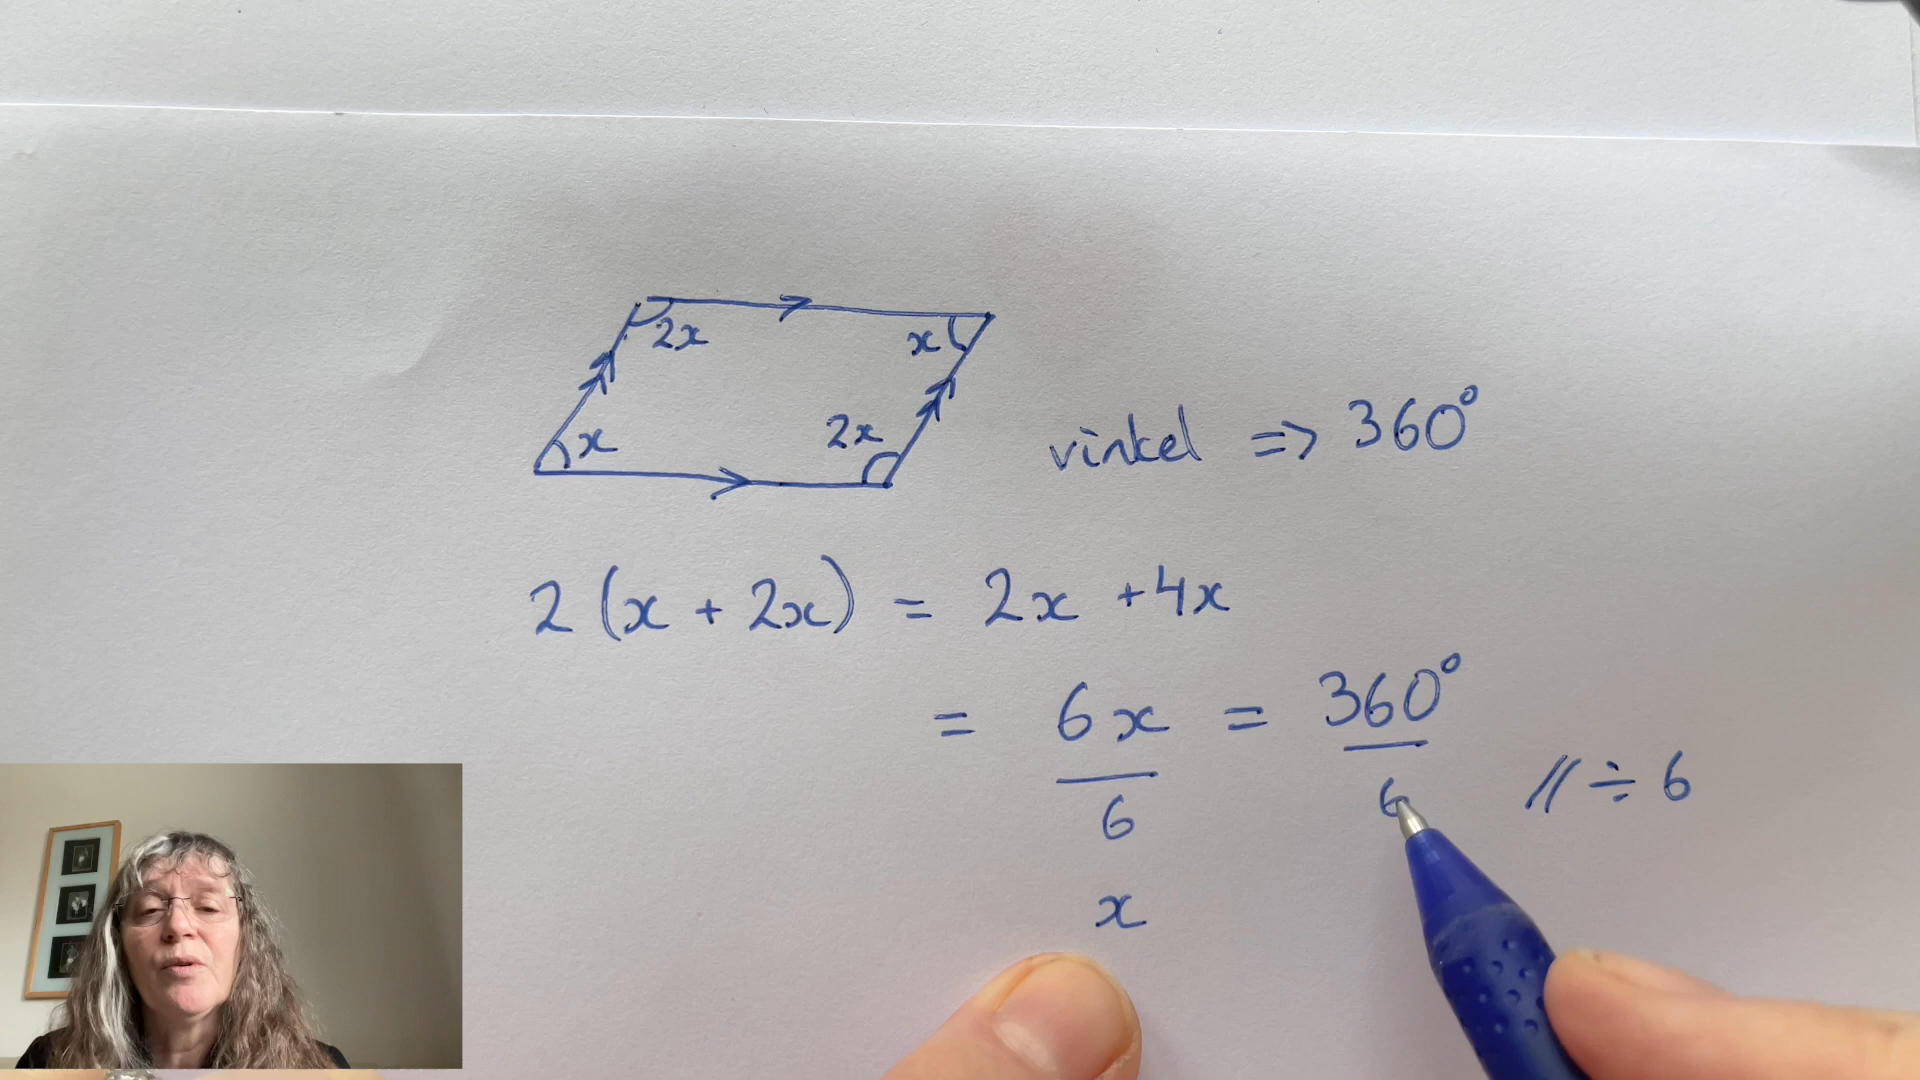 2x x
x 2x
vinkel => 360°
2 (x + 2x) = 2x + 4x
= 6x/6 = 360°/6 // ÷ 6
x